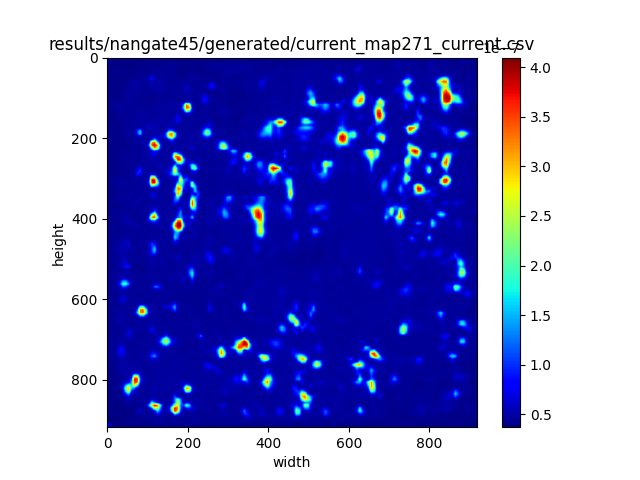 results/nangate45/generated/current_map271_current.csv
1e−7
0
200
400
600
800
height
0 200 400 600 800
width
4.0
3.5
3.0
2.5
2.0
1.5
1.0
0.5